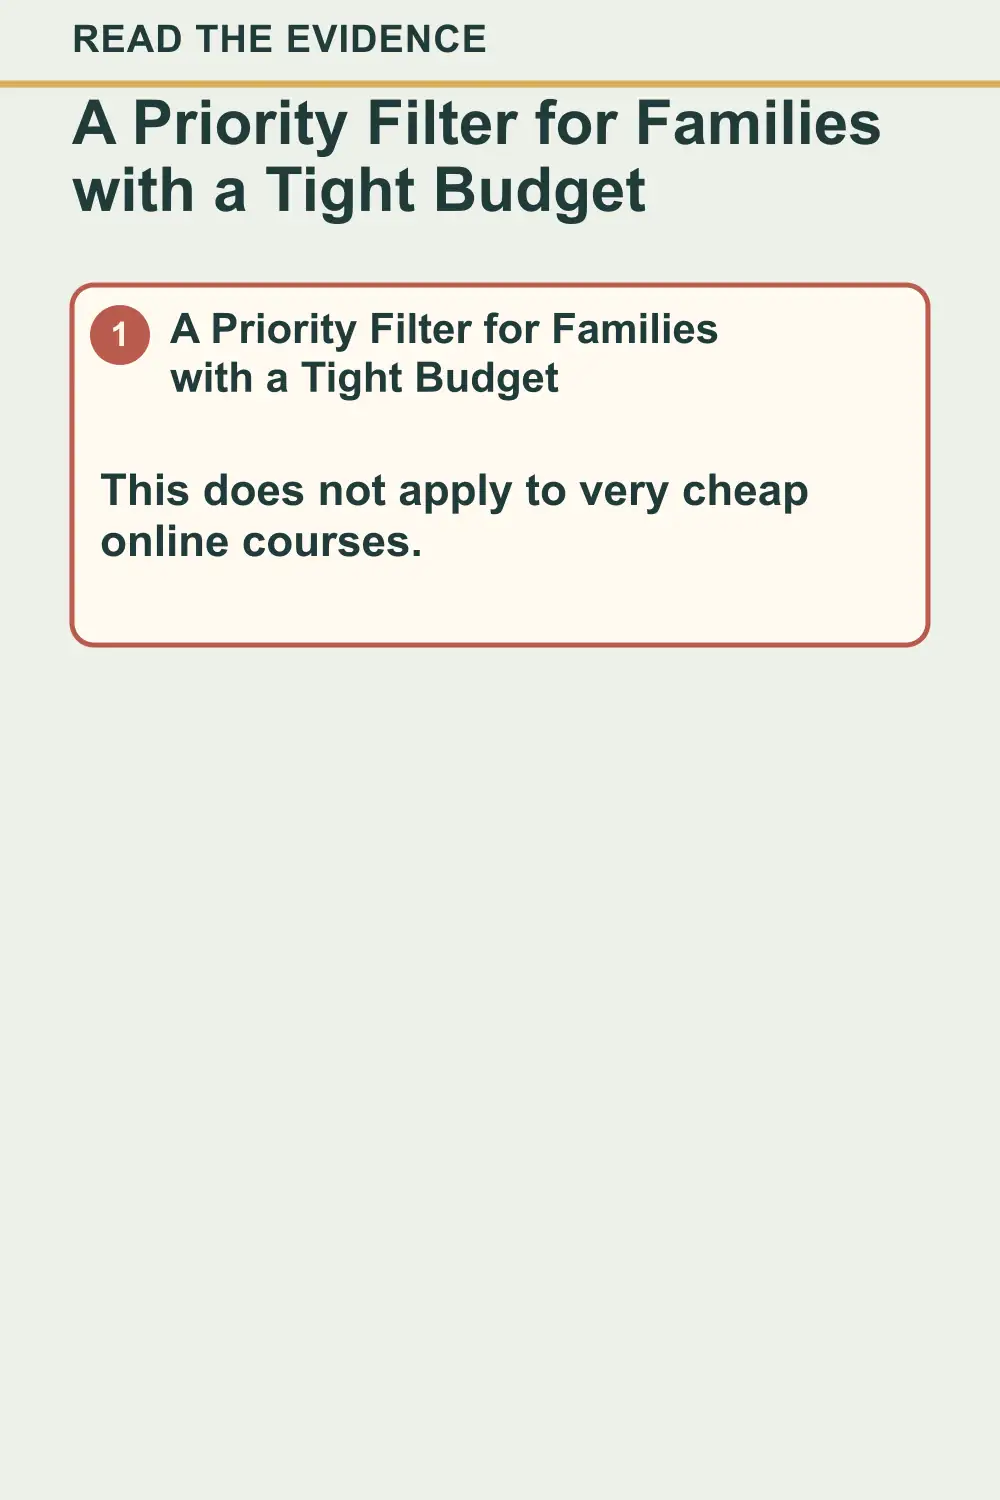 READ THE EVIDENCE
A Priority Filter for Families
with a Tight Budget
1
A Priority Filter for Families
with a Tight Budget
This does not apply to very cheap
online courses.